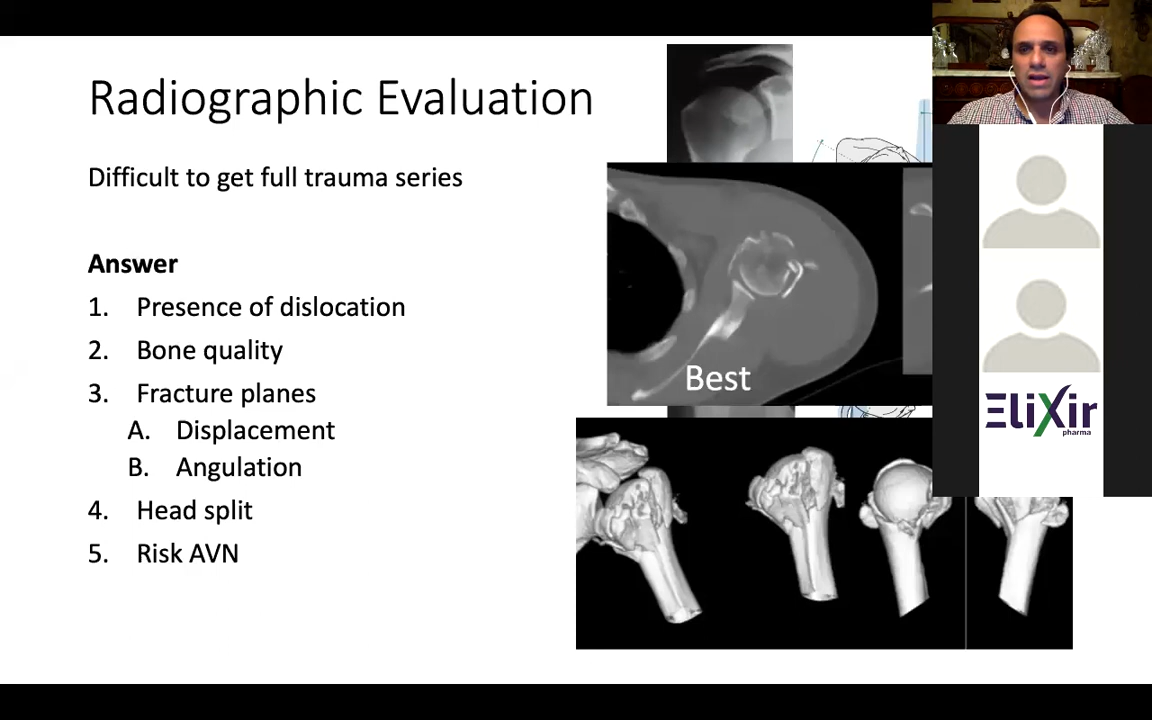 Radiographic Evaluation
Difficult to get full trauma series
Answer
1. Presence of dislocation
2. Bone quality
3. Fracture planes
A. Displacement
B. Angulation
4. Head split
5. Risk AVN
Best
EliXir
pharma